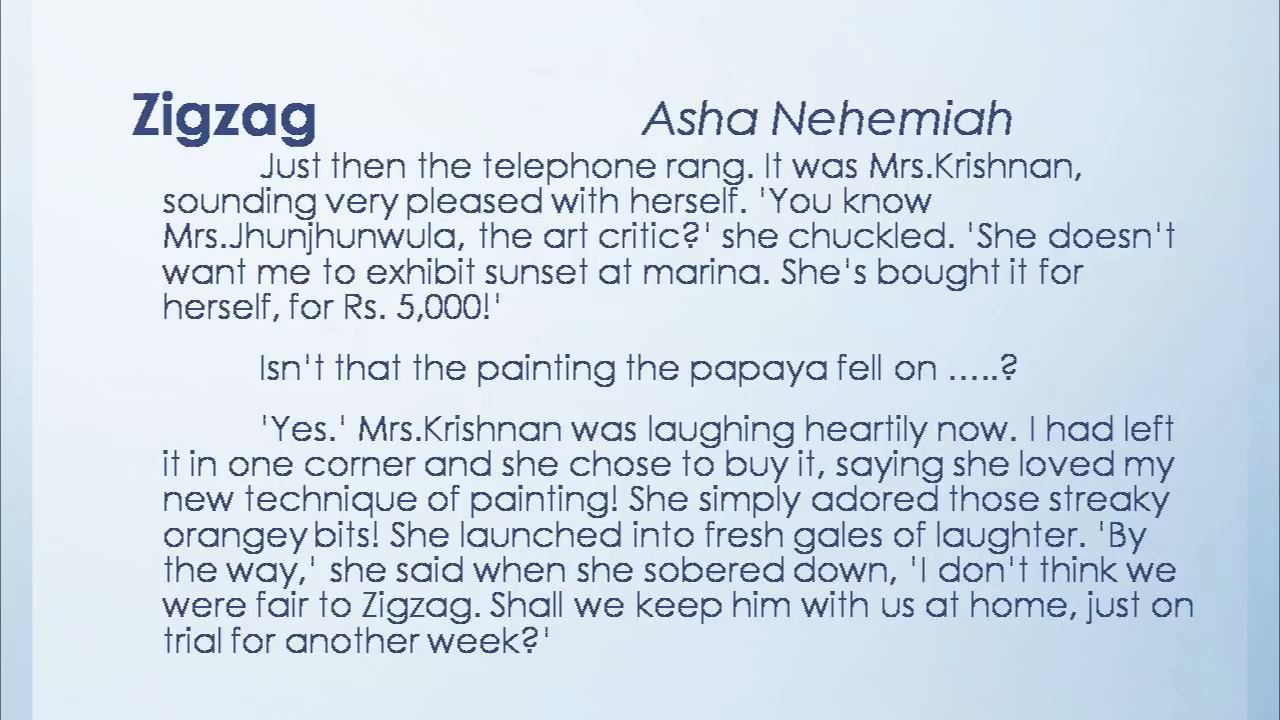 Zigzag Asha Nehemiah
Just then the telephone rang. It was Mrs.Krishnan,
sounding very pleased with herself. 'You know
Mrs.Jhunjhunwula, the art critic?' she chuckled. 'She doesn't
want me to exhibit sunset at marina. She's bought it for
herself, for Rs. 5,000!'
Isn't that the painting the papaya fell on .....?
'Yes.' Mrs.Krishnan was laughing heartily now. I had left
it in one corner and she chose to buy it, saying she loved my
new technique of painting! She simply adored those streaky
orangey bits! She launched into fresh gales of laughter. 'By
the way,' she said when she sobered down, 'I don't think we
were fair to Zigzag. Shall we keep him with us at home, just on
trial for another week?'